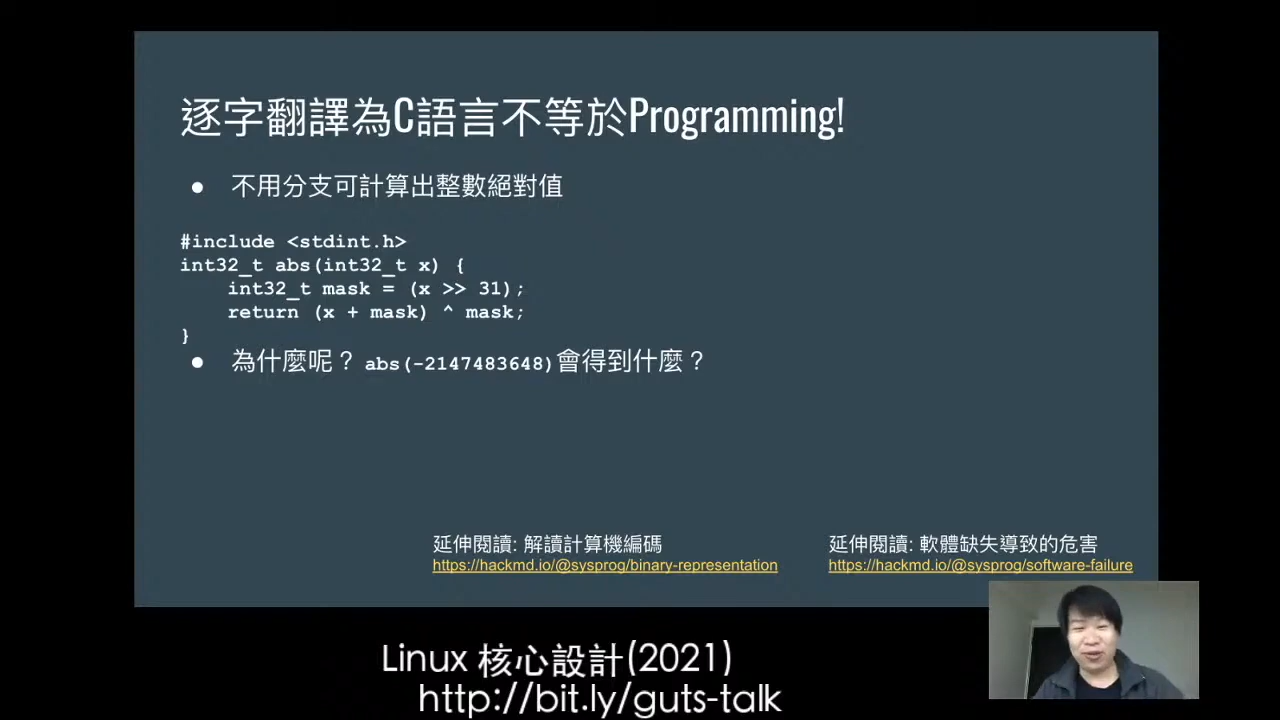 逐字翻譯為C語言不等於Programming!
● 不用分支可計算出整數絕對值
#include <stdint.h>
int32_t abs(int32_t x) {
    int32_t mask = (x >> 31);
    return (x + mask) ^ mask;
}
● 為什麼呢？ abs(-2147483648)會得到什麼？
延伸閱讀: 解讀計算機編碼
https://hackmd.io/@sysprog/binary-representation
延伸閱讀: 軟體缺失導致的危害
https://hackmd.io/@sysprog/software-failure
Linux 核心設計(2021)
http://bit.ly/guts-talk